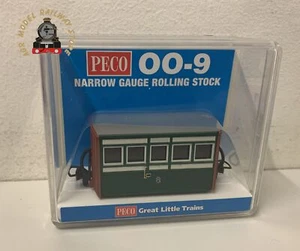 PECO OO-9
NARROW GAUGE ROLLING STOCK
PECO Great Little Trains